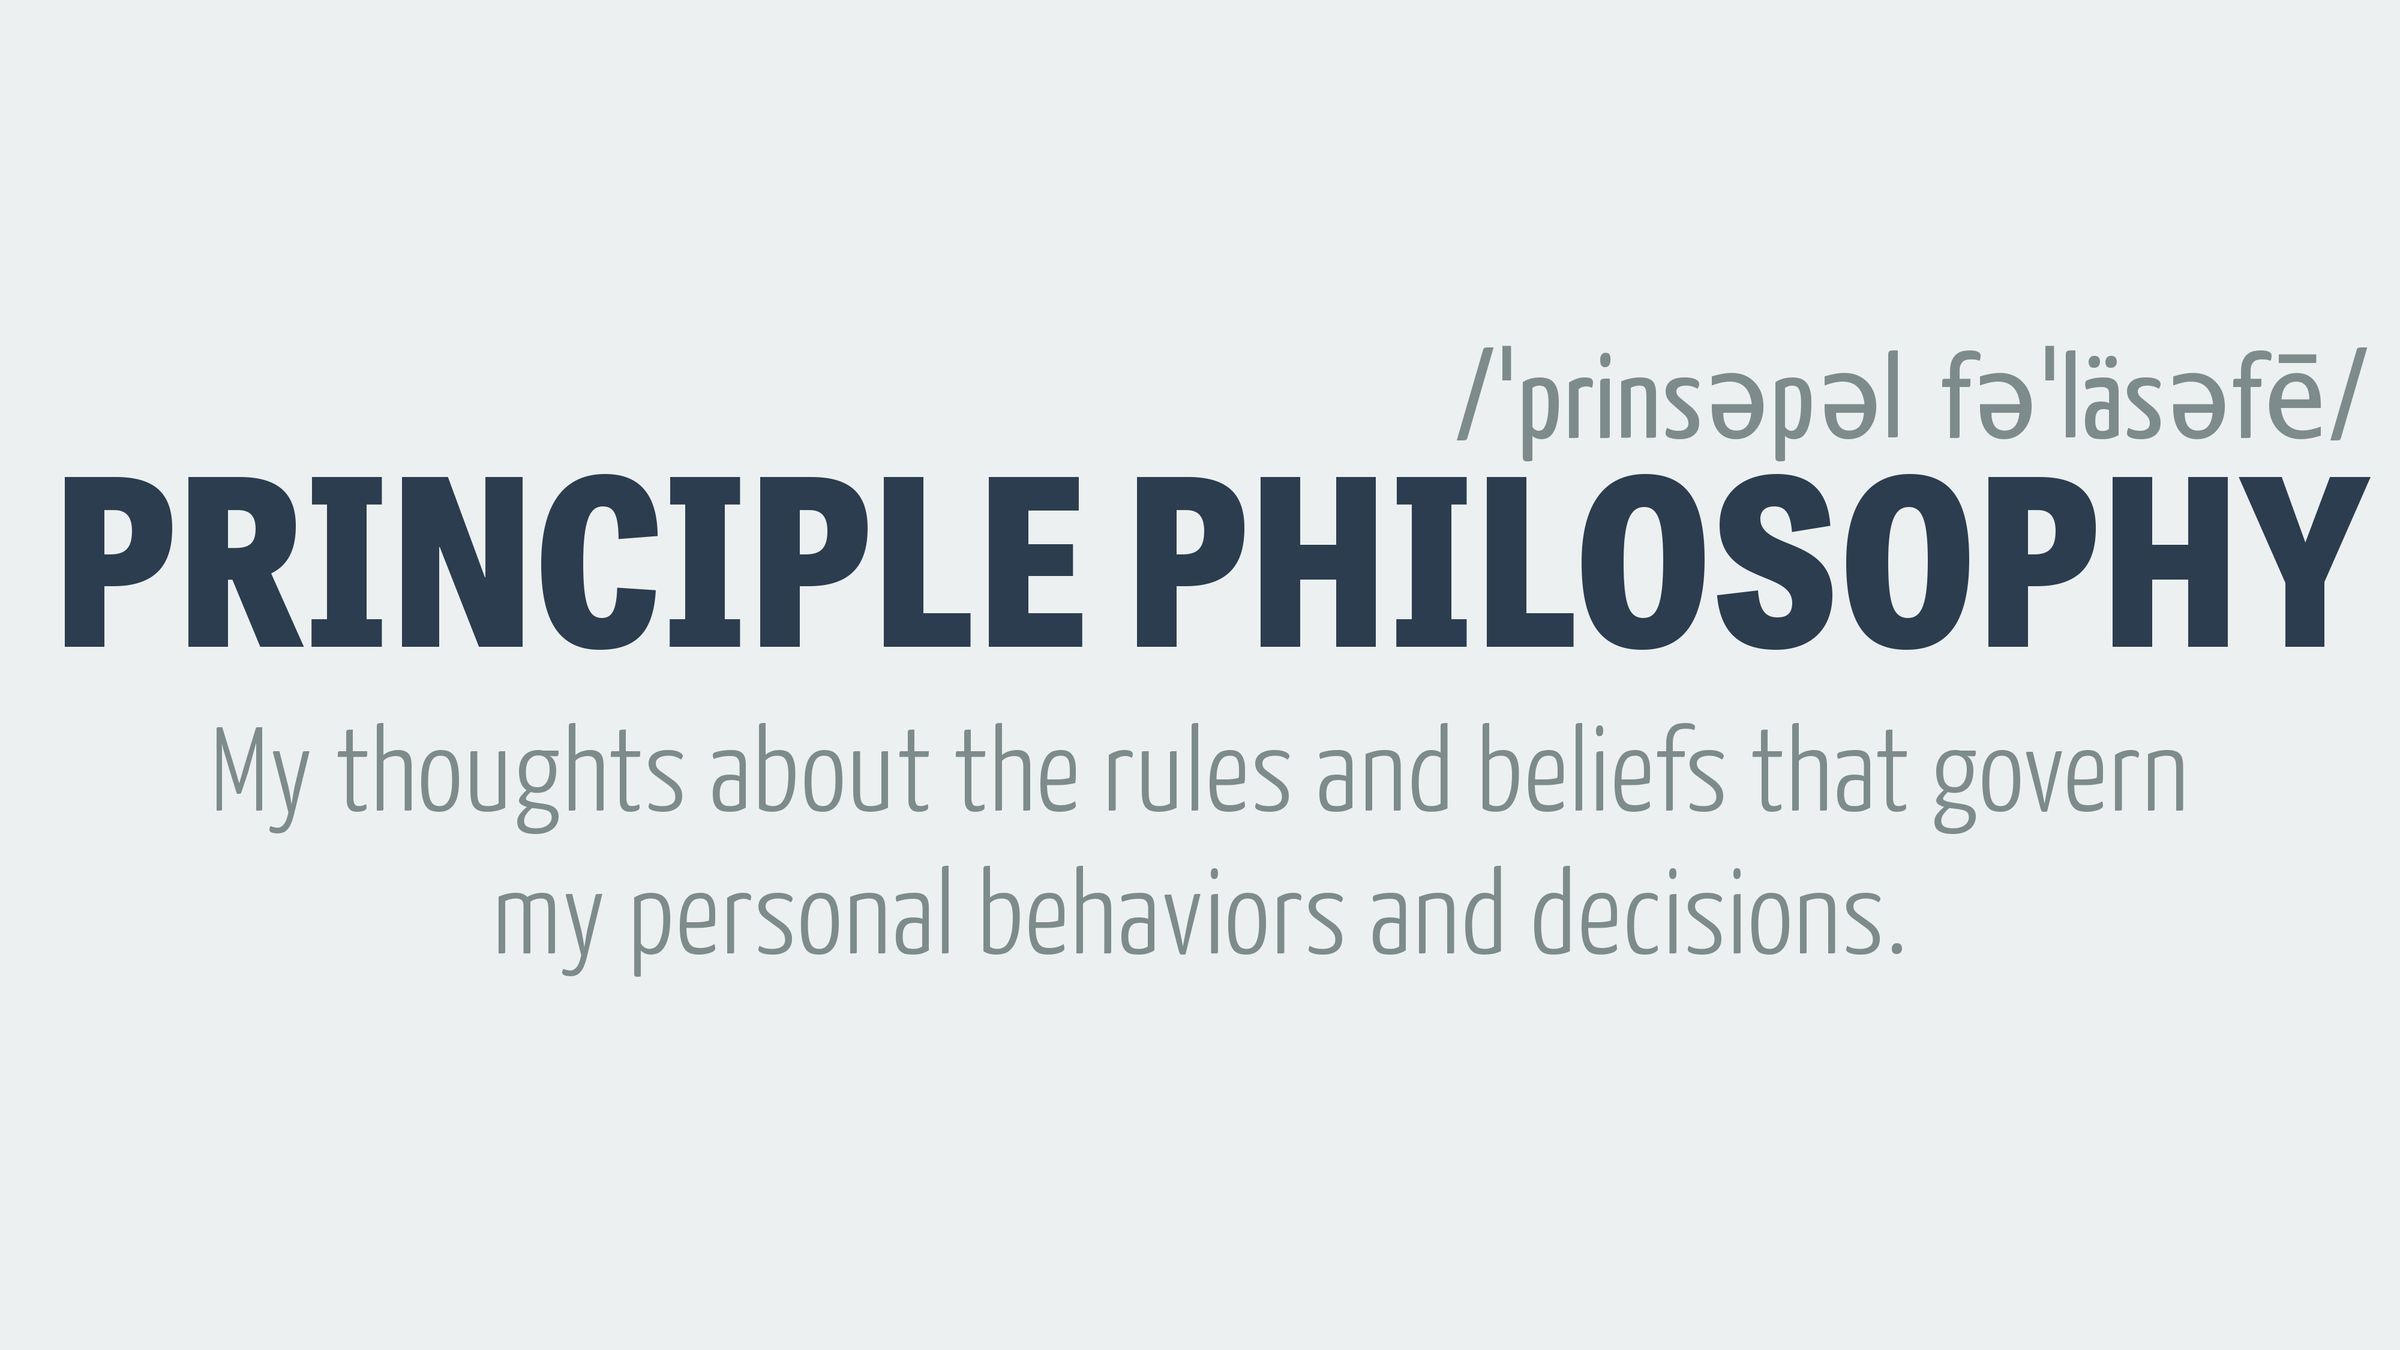 /ˈprinsəpəl fəˈläsəfē/
PRINCIPLE PHILOSOPHY
My thoughts about the rules and beliefs that govern
my personal behaviors and decisions.